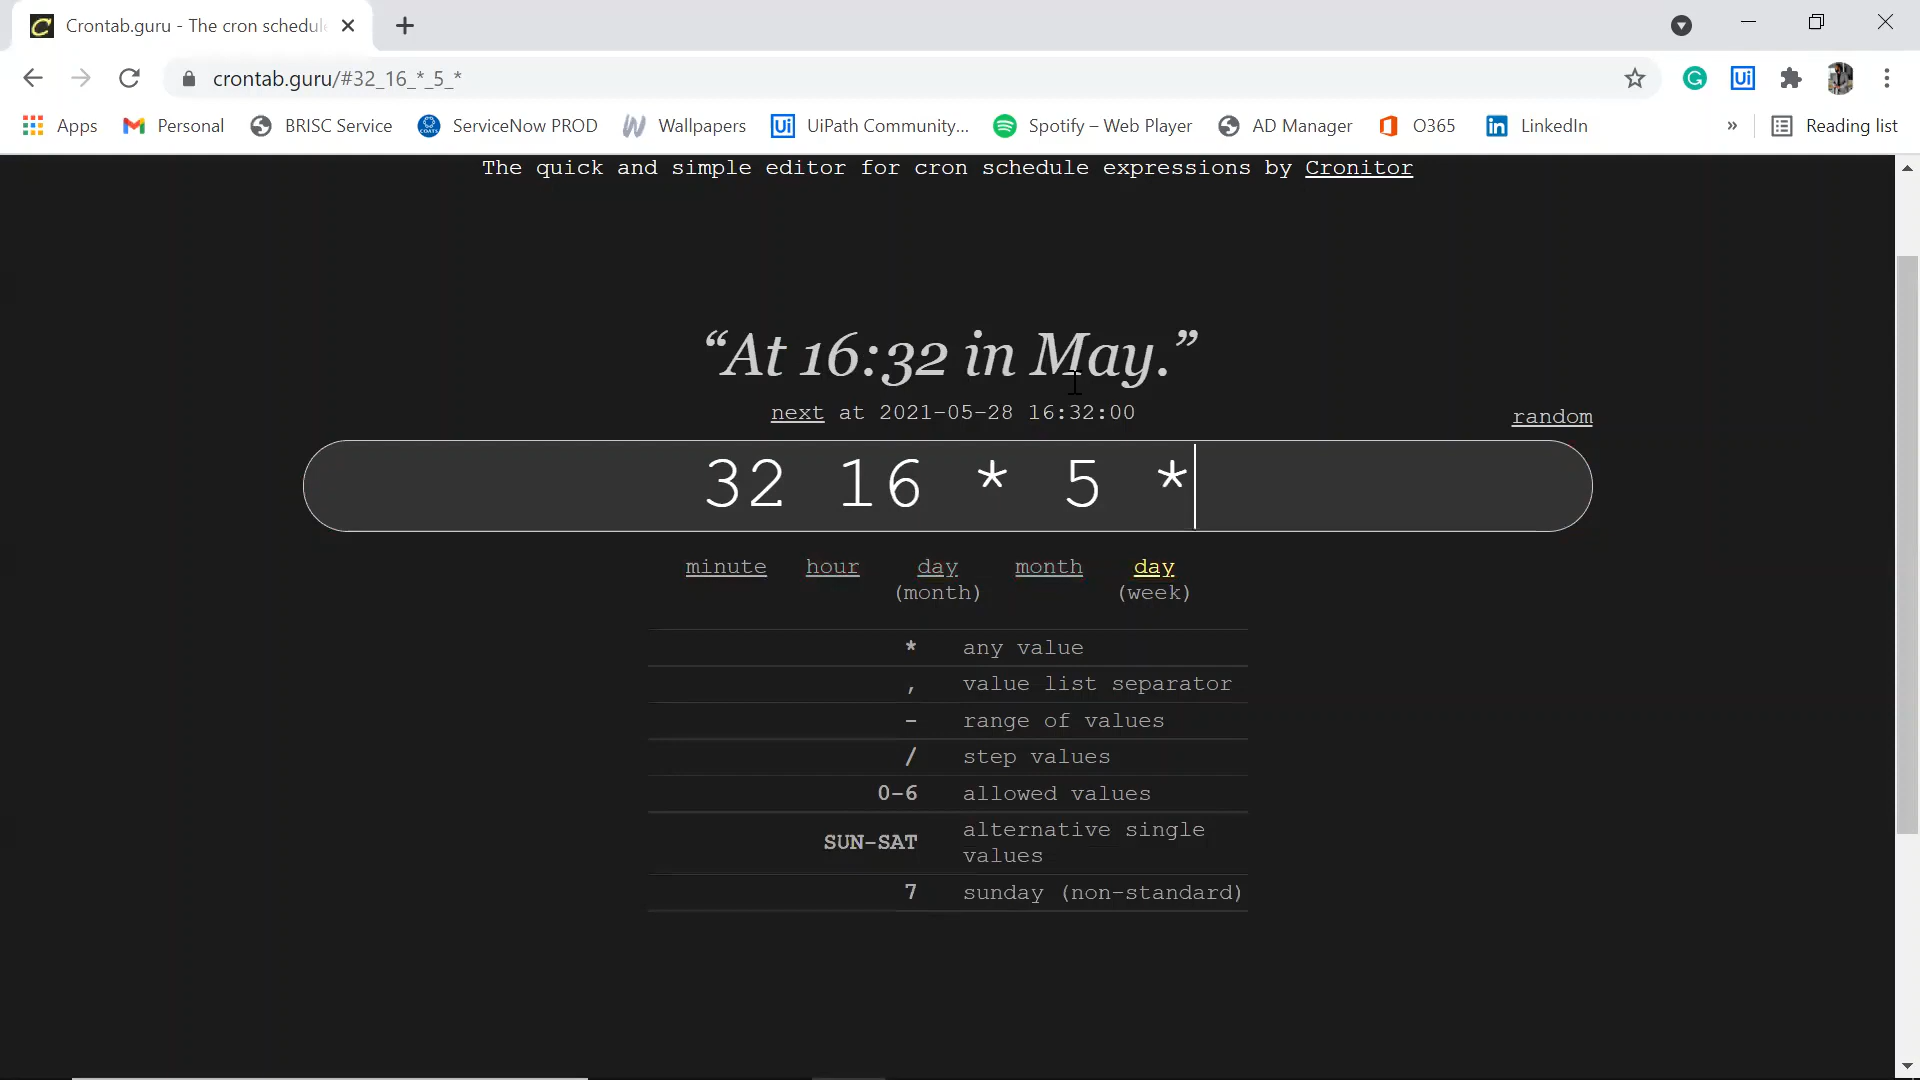 Crontab.guru - The cron schedule
crontab.guru/#32_16_*_5_*
Apps Personal BRISC Service ServiceNow PROD Wallpapers UiPath Community... Spotify – Web Player AD Manager O365 LinkedIn » Reading list
The quick and simple editor for cron schedule expressions by Cronitor
“At 16:32 in May.”
next at 2021-05-28 16:32:00
random
32 16 * 5 *
minute hour day month day
(month) (week)
* any value
, value list separator
- range of values
/ step values
0-6 allowed values
SUN-SAT alternative single
values
7 sunday (non-standard)